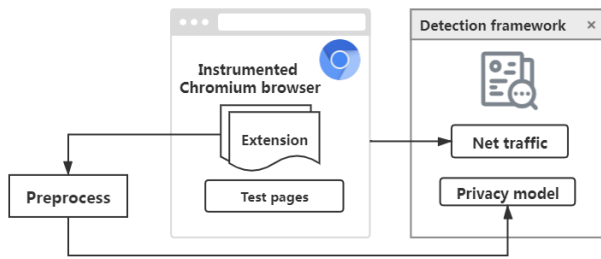 Detection framework ×
Instrumented
Chromium browser
Extension
Net traffic
Preprocess
Test pages
Privacy model